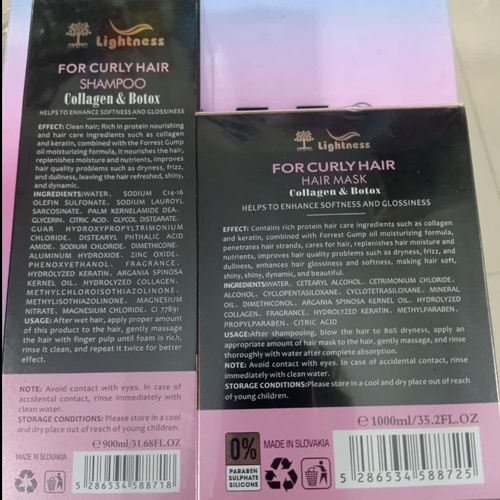 Lightness
FOR CURLY HAIR
SHAMPOO
Collagen & Botox
HELPS TO ENHANCE SOFTNESS AND GLOSSINESS
EFFECT: Clean hair; Rich in protein nourishing
and hair care ingredients such as collagen
and keratin, combined with the Forrest Gump
oil moisturizing formula, it nourishes the hair,
replenishes moisture and nutrients, improves
hair quality problems such as dryness, frizz,
and dullness, leaving the hair refreshed, shiny,
and dynamic.
INGREDIENTS:WATER. SODIUM C14-16
OLEFIN SULFONATE. SODIUM LAUROYL
SARCOSINATE. PALM KERNELAMIDE DEA.
GLYCERIN. CITRIC ACID. GLYCOL DISTEARATE.
GUAR HYDROXYPROPYLTRIMONIUM
CHLORIDE. DISTEARYL PHTHALIC ACID
AMIDE. SODIUM CHLORIDE. DIMETHICONE.
ALUMINUM HYDROXIDE. ZINC OXIDE.
PHENOXYETHANOL. FRAGRANCE.
HYDROLYZED KERATIN. ARGANIA SPINOSA
KERNEL OIL. HYDROLYZED COLLAGEN.
METHYLCHLOROISOTHIAZOLINONE.
METHYLISOTHIAZOLINONE. MAGNESIUM
NITRATE. MAGNESIUM CHLORIDE. CI 77891
USAGE: After wet hair, apply proper amount
of this product to the hair, gently massage
the hair with finger pulp until foam is rich,
rinse it clean, and repeat it twice for better
effect.
NOTE: Avoid contact with eyes. In case of
accidental contact, rinse immediately with
clean water.
STORAGE CONDITIONS: Please store in a cool
and dry place out of reach of children.
℮ 900ml/31.68FL.OZ
MADE IN SLOVAKIA
5 286534 588718
Lightness
FOR CURLY HAIR
HAIR MASK
Collagen & Botox
HELPS TO ENHANCE SOFTNESS AND GLOSSINESS
EFFECT: Contains rich protein hair care ingredients such as collagen
and keratin, combined with Forrest Gump oil moisturizing formula,
penetrates hair strands, cares for hair, replenishes hair moisture and
nutrients, improves hair quality problems such as dryness, frizz, and
dullness, enhances hair glossiness and softness, making hair soft,
shiny, shiny, dynamic, and beautiful.
INGREDIENTS:WATER. CETEARYL ALCOHOL. CETRIMONIUM CHLORIDE.
ALCOHOL. CYCLOPENTASILOXANE. CYCLOTETRASILOXANE. MINERAL
OIL. DIMETHICONOL. ARGANIA SPINOSA KERNEL OIL. HYDROLYZED
COLLAGEN. FRAGRANCE. HYDROLYZED KERATIN. METHYLPARABEN.
PROPYLPARABEN. CITRIC ACID
USAGE:After shampooing, blow the hair to 80% dryness, apply an
appropriate amount of hair mask to the hair, gently massage, and rinse
thoroughly with water after complete absorption.
NOTE: Avoid contact with eyes. In case of accidental contact, rinse
immediately with clean water.
STORAGE CONDITIONS:Please store in a cool and dry place out of reach
of young children.
℮ 1000ml/35.2FL.OZ
0%
PARABEN
SULPHATE
SILICONE
MADE IN SLOVAKIA
5 286534 588725